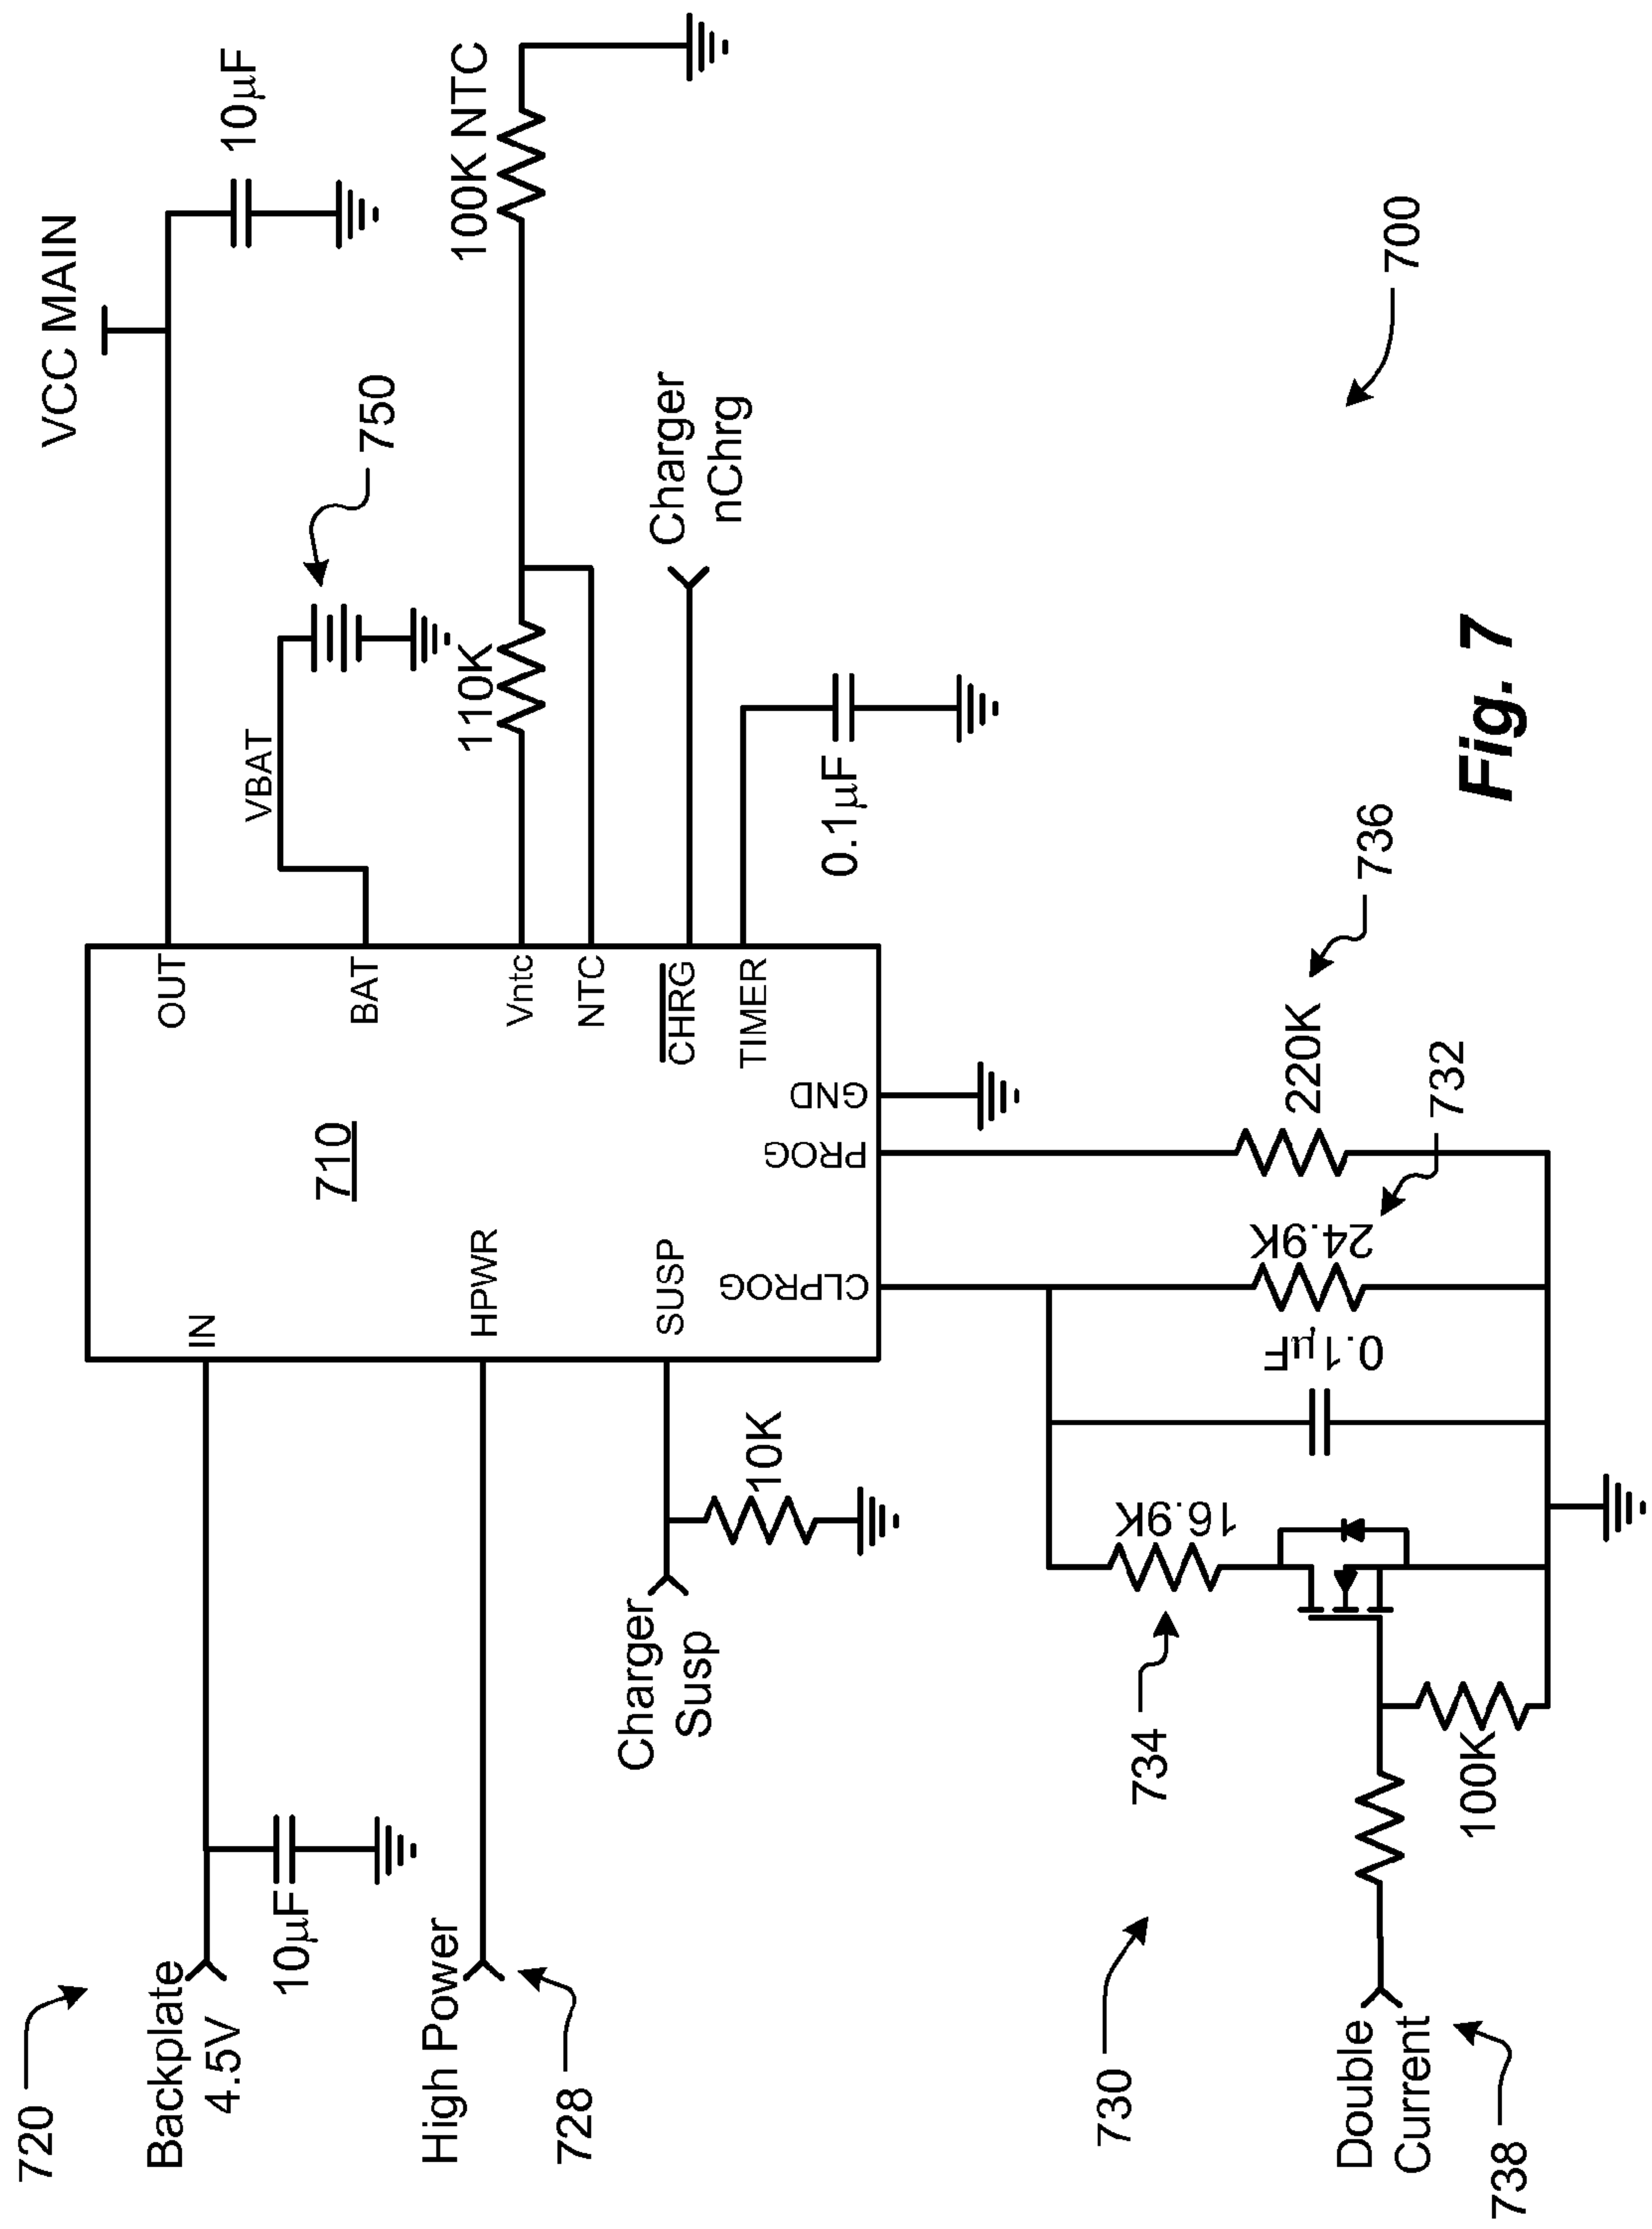 720
Backplate
4.5V
10µF
High Power
728
Charger
Susp
10K
IN
HPWR
SUSP
CLPROG
PROG
GND
710
OUT
BAT
Vntc
NTC
CHRG
TIMER
VBAT
750
VCC MAIN
10µF
110K
100K NTC
Charger
nChrg
0.1µF
730
734
16.9K
0.1µF
24.9K
732
220K
736
Double
Current
738
100K
700
Fig. 7